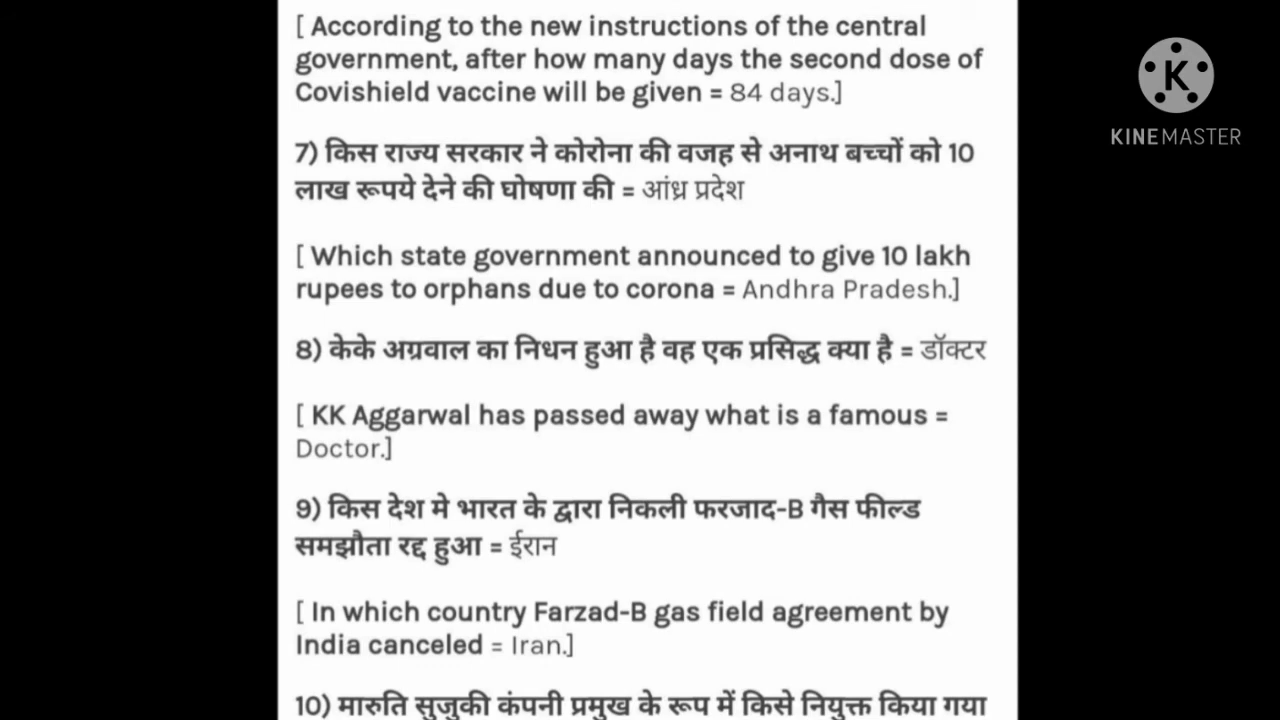 [ According to the new instructions of the central
government, after how many days the second dose of
Covishield vaccine will be given = 84 days.]
7) किस राज्य सरकार ने कोरोना की वजह से अनाथ बच्चों को 10
लाख रूपये देने की घोषणा की = आंध्र प्रदेश
[ Which state government announced to give 10 lakh
rupees to orphans due to corona = Andhra Pradesh.]
8) केके अग्रवाल का निधन हुआ है वह एक प्रसिद्ध क्या है = डॉक्टर
[ KK Aggarwal has passed away what is a famous =
Doctor.]
9) किस देश मे भारत के द्वारा निकली फरजाद-B गैस फील्ड
समझौता रद्द हुआ = ईरान
[ In which country Farzad-B gas field agreement by
India canceled = Iran.]
10) मारुति सुजुकी कंपनी प्रमुख के रूप में किसे नियुक्त किया गया
K
KINEMASTER